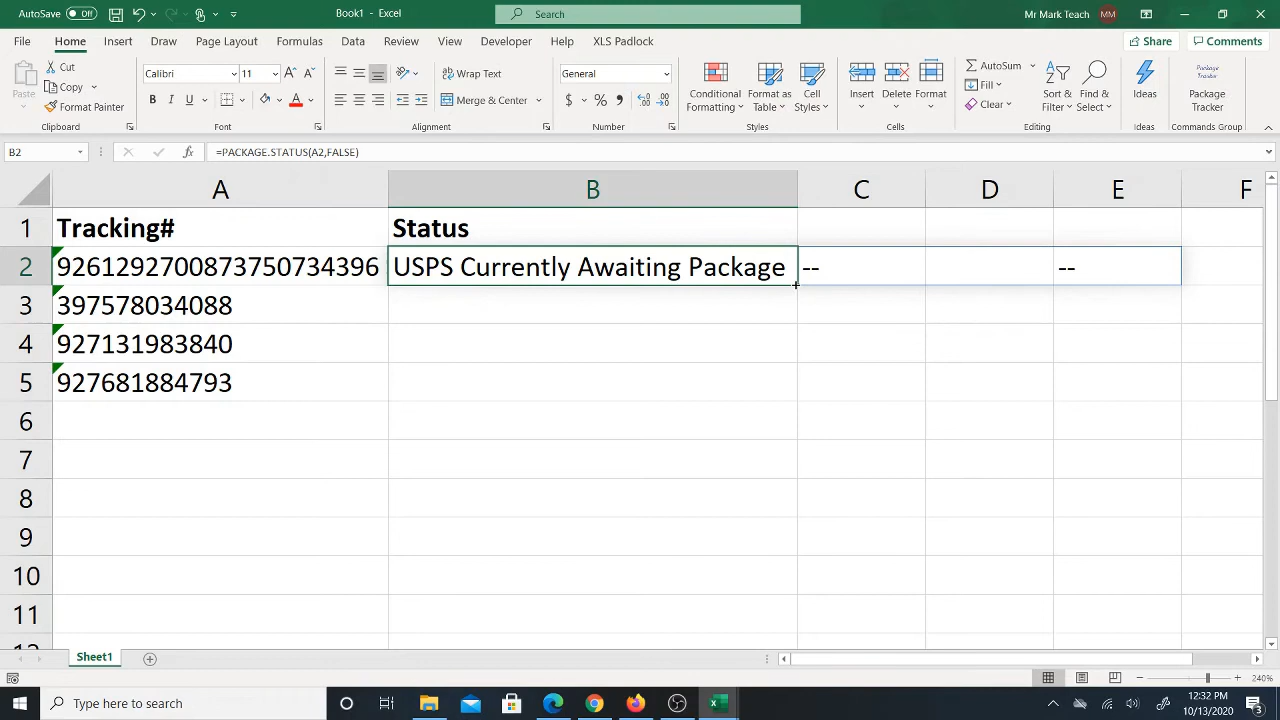 AutoSave Off Book1 - Excel Search Mr Mark Teach MM
File Home Insert Draw Page Layout Formulas Data Review View Developer Help XLS Padlock Share Comments
Paste Cut Copy Format Painter
Calibri 11
B I U A
Wrap Text
Merge & Center
General
$ % ,
Conditional Formatting Format as Table Cell Styles
Insert Delete Format
AutoSum Fill Clear
Sort & Filter Find & Select
Ideas
Package Tracker
Package Tracker
Clipboard Font Alignment Number Styles Cells Editing Ideas Commands Group
B2 fx =PACKAGE.STATUS(A2,FALSE)
A B C D E F
1 Tracking# Status
2 9261292700873750734396 USPS Currently Awaiting Package -- --
3 397578034088
4 927131983840
5 927681884793
6
7
8
9
10
11
Sheet1
240%
Type here to search
12:32 PM
10/13/2020